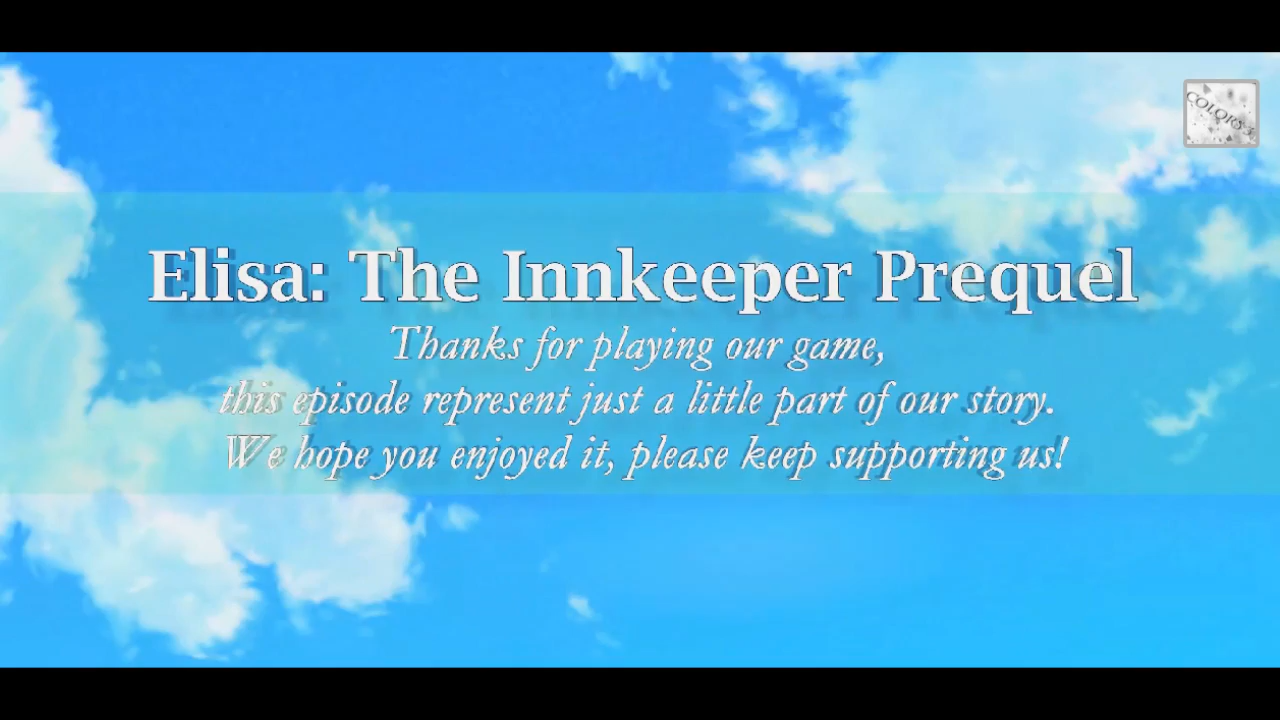 COLORS
Elisa: The Innkeeper Prequel
Thanks for playing our game,
this episode represent just a little part of our story.
We hope you enjoyed it, please keep supporting us!